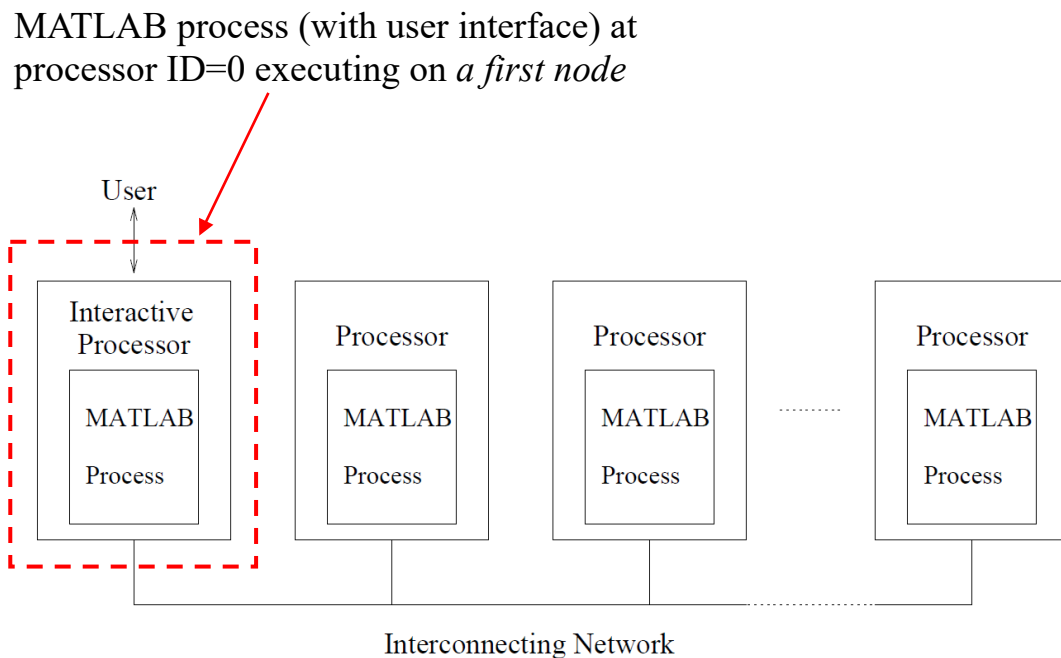 MATLAB process (with user interface) at
processor ID=0 executing on a first node
User
Interactive
Processor
MATLAB
Process
Processor
MATLAB
Process
Processor
MATLAB
Process
Processor
MATLAB
Process
Interconnecting Network